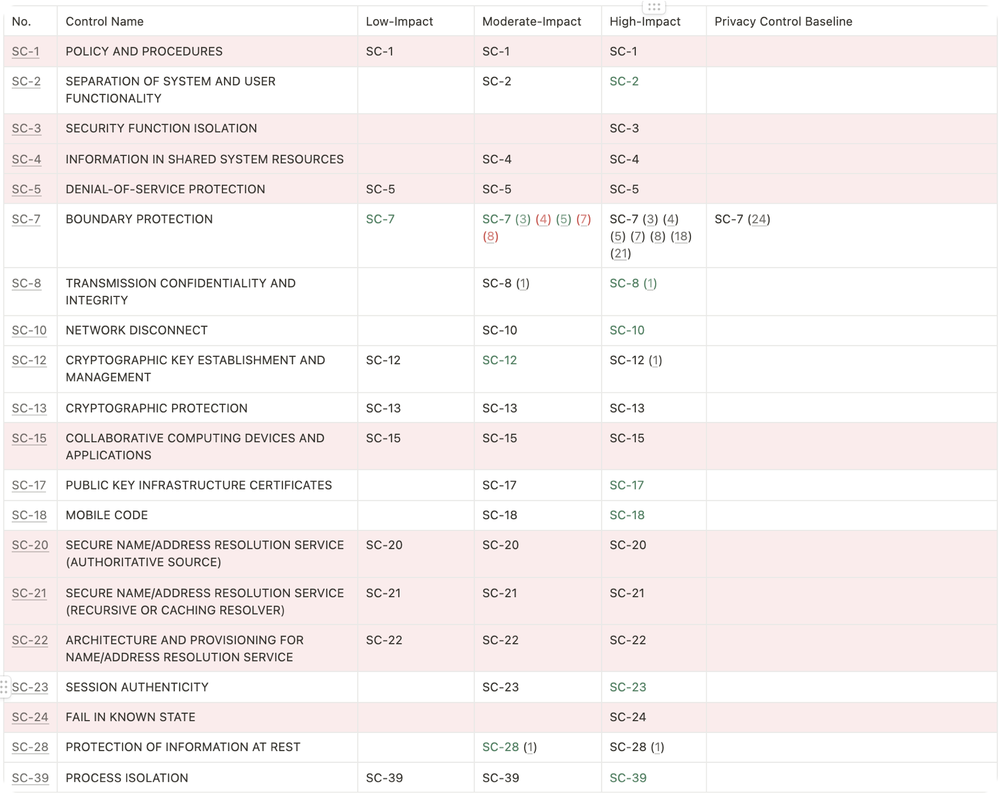 No. Control Name Low-Impact Moderate-Impact High-Impact Privacy Control Baseline
SC-1 POLICY AND PROCEDURES SC-1 SC-1 SC-1
SC-2 SEPARATION OF SYSTEM AND USER SC-2 SC-2
FUNCTIONALITY
SC-3 SECURITY FUNCTION ISOLATION SC-3
SC-4 INFORMATION IN SHARED SYSTEM RESOURCES SC-4 SC-4
SC-5 DENIAL-OF-SERVICE PROTECTION SC-5 SC-5 SC-5
SC-7 BOUNDARY PROTECTION SC-7 SC-7 (3) (4) (5) (7) SC-7 (3) (4) SC-7 (24)
(8) (5) (7) (8) (18)
(21)
SC-8 TRANSMISSION CONFIDENTIALITY AND SC-8 (1) SC-8 (1)
INTEGRITY
SC-10 NETWORK DISCONNECT SC-10 SC-10
SC-12 CRYPTOGRAPHIC KEY ESTABLISHMENT AND SC-12 SC-12 SC-12 (1)
MANAGEMENT
SC-13 CRYPTOGRAPHIC PROTECTION SC-13 SC-13 SC-13
SC-15 COLLABORATIVE COMPUTING DEVICES AND SC-15 SC-15 SC-15
APPLICATIONS
SC-17 PUBLIC KEY INFRASTRUCTURE CERTIFICATES SC-17 SC-17
SC-18 MOBILE CODE SC-18 SC-18
SC-20 SECURE NAME/ADDRESS RESOLUTION SERVICE SC-20 SC-20 SC-20
(AUTHORITATIVE SOURCE)
SC-21 SECURE NAME/ADDRESS RESOLUTION SERVICE SC-21 SC-21 SC-21
(RECURSIVE OR CACHING RESOLVER)
SC-22 ARCHITECTURE AND PROVISIONING FOR SC-22 SC-22 SC-22
NAME/ADDRESS RESOLUTION SERVICE
SC-23 SESSION AUTHENTICITY SC-23 SC-23
SC-24 FAIL IN KNOWN STATE SC-24
SC-28 PROTECTION OF INFORMATION AT REST SC-28 (1) SC-28 (1)
SC-39 PROCESS ISOLATION SC-39 SC-39 SC-39